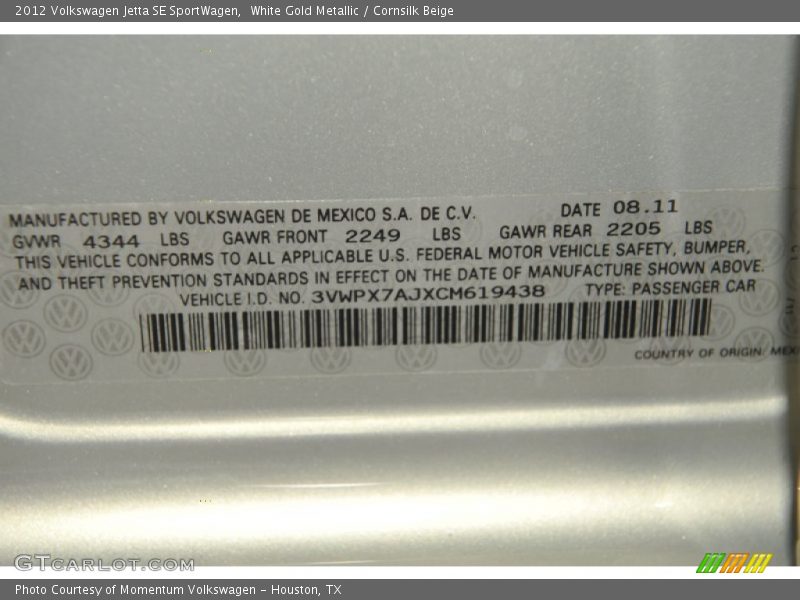 2012 Volkswagen Jetta SE SportWagen,  White Gold Metallic / Cornsilk Beige
MANUFACTURED BY VOLKSWAGEN DE MEXICO S.A. DE C.V. DATE 08.11
GVWR 4344 LBS GAWR FRONT 2249 LBS GAWR REAR 2205 LBS
THIS VEHICLE CONFORMS TO ALL APPLICABLE U.S. FEDERAL MOTOR VEHICLE SAFETY, BUMPER,
AND THEFT PREVENTION STANDARDS IN EFFECT ON THE DATE OF MANUFACTURE SHOWN ABOVE.
VEHICLE I.D. NO. 3VWPX7AJXCM619438 TYPE: PASSENGER CAR
COUNTRY OF ORIGIN: MEX
GTcarlot.com
Photo Courtesy of Momentum Volkswagen - Houston, TX